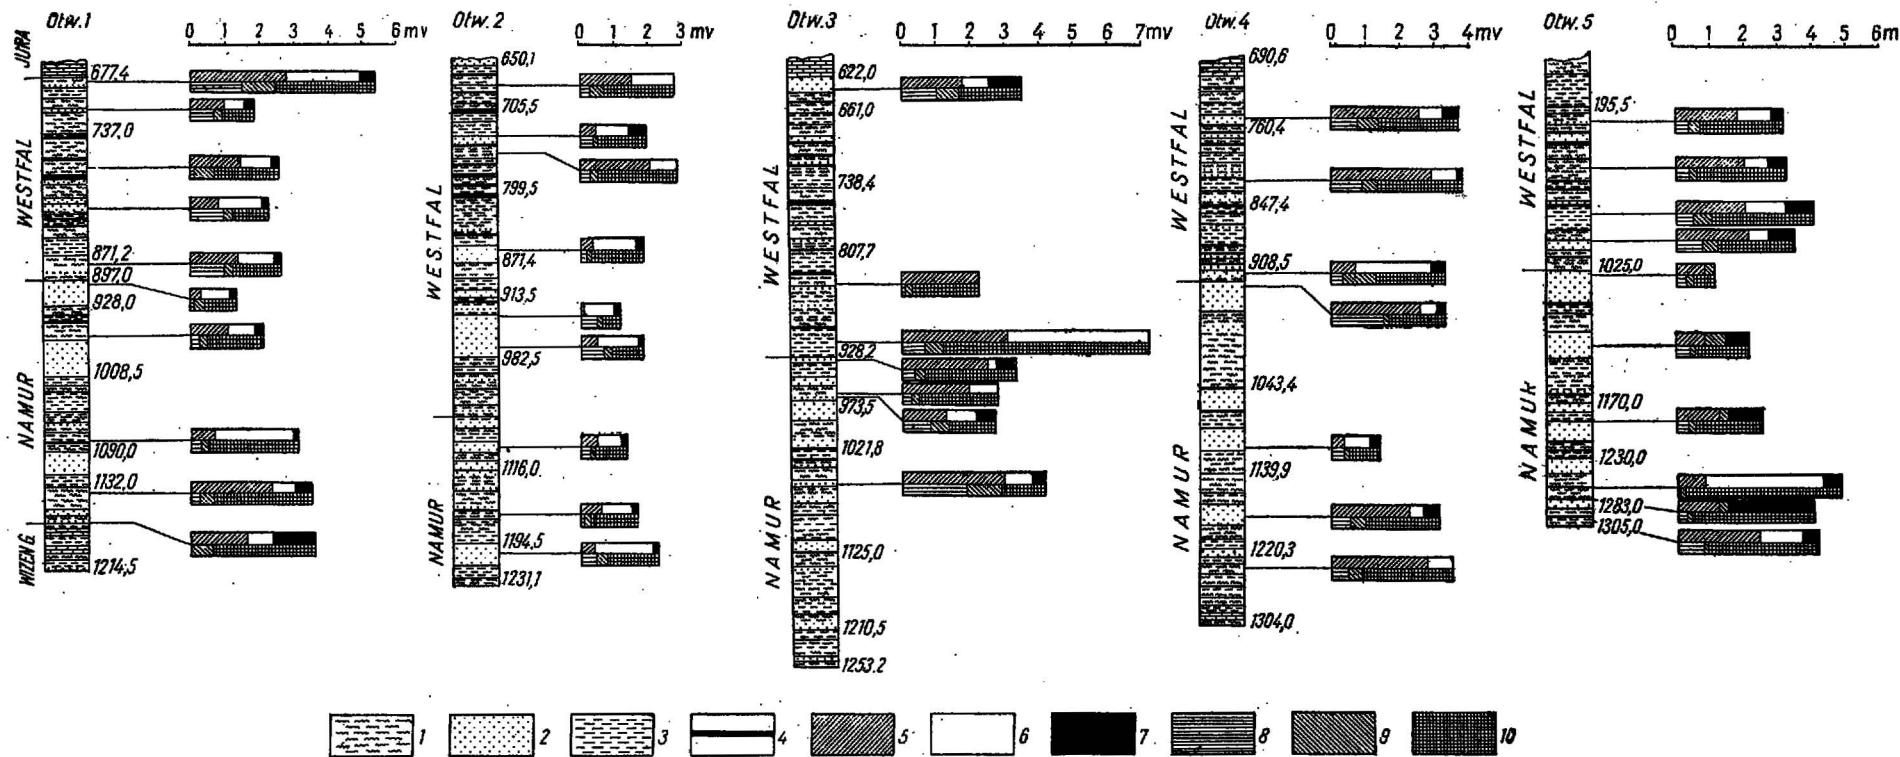 Otw.1
0 1 2 3 4 5 6 mv
JURA
WESTFAL
NAMUR
WIZEN G.
677.4
737,0
871,2
897,0
928,0
1008,5
1090,0
1132,0
1214,5
Otw. 2
0 1 2 3 mv
WESTFAL
NAMUR
650,1
705,5
799,5
871,4
913,5
982,5
1116,0
1194,5
1231,1
Otw. 3
0 1 2 3 4 5 6 7mv
WESTFAL
NAMUR
622,0
661,0
738,4
807,7
928,2
973,5
1021,8
1125,0
1210,5
1253.2
Otw. 4
0 1 2 3 4 mv
WESTFAL
NAMUR
690,6
760,4
847,4
908,5
1043,4
1139,9
1220,3
1304,0
Otw. 5
0 1 2 3 4 5 6m
WESTFAL
NAMUR
195,5
1025,0
1170,0
1230,0
1283,0
1305,0
1 2 3 4 5 6 7 8 9 10